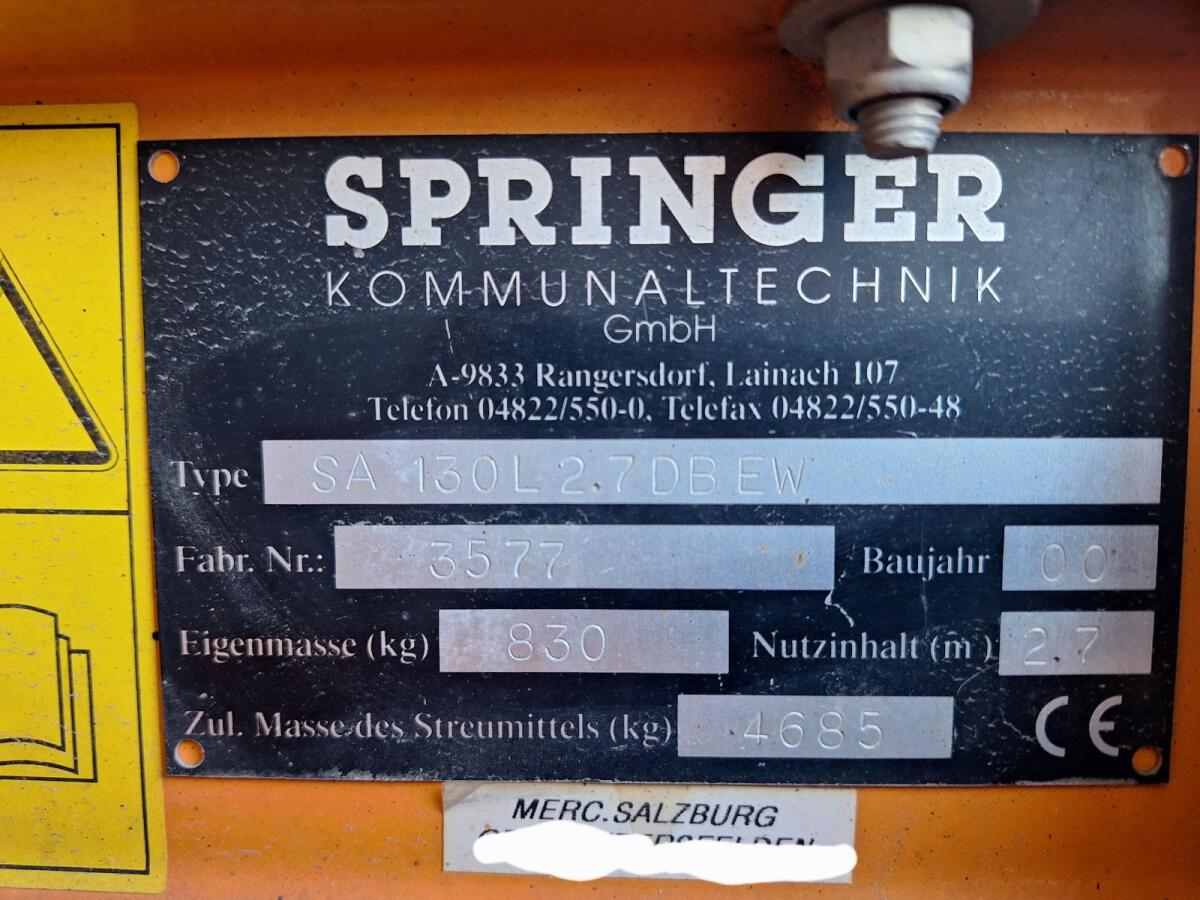 SPRINGER
KOMMUNALTECHNIK
GmbH
A-9833 Rangersdorf, Lainach 107
Telefon 04822/550-0, Telefax 04822/550-48
Type SA 130L 2.7DB EW
Fabr. Nr.: 3577 Baujahr 00
Eigenmasse (kg) 830 Nutzinhalt (m ) 2.7
Zul. Masse des Streumittels (kg) 4685 CE
MERC.SALZBURG